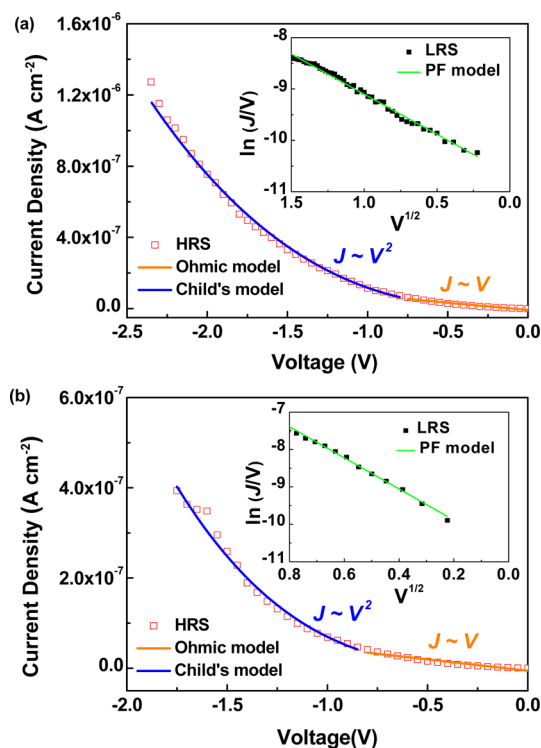 (a)
1.6x10⁻⁶
1.2x10⁻⁶
8.0x10⁻⁷
4.0x10⁻⁷
0.0
Current Density (A cm⁻²)
-2.5 -2.0 -1.5 -1.0 -0.5 0.0
Voltage (V)
HRS
Ohmic model
Child's model
J ~ V²
J ~ V
-7
-8
-9
-10
-11
ln (J/V)
1.5 1.0 0.5 0.0
V^1/2
LRS
PF model
(b)
6.0x10⁻⁷
4.0x10⁻⁷
2.0x10⁻⁷
0.0
Current Density (A cm⁻²)
-2.0 -1.5 -1.0 -0.5 0.0
Voltage(V)
HRS
Ohmic model
Child's model
J ~ V²
J ~ V
-7
-8
-9
-10
-11
ln (J/V)
0.8 0.6 0.4 0.2 0.0
V^1/2
LRS
PF model